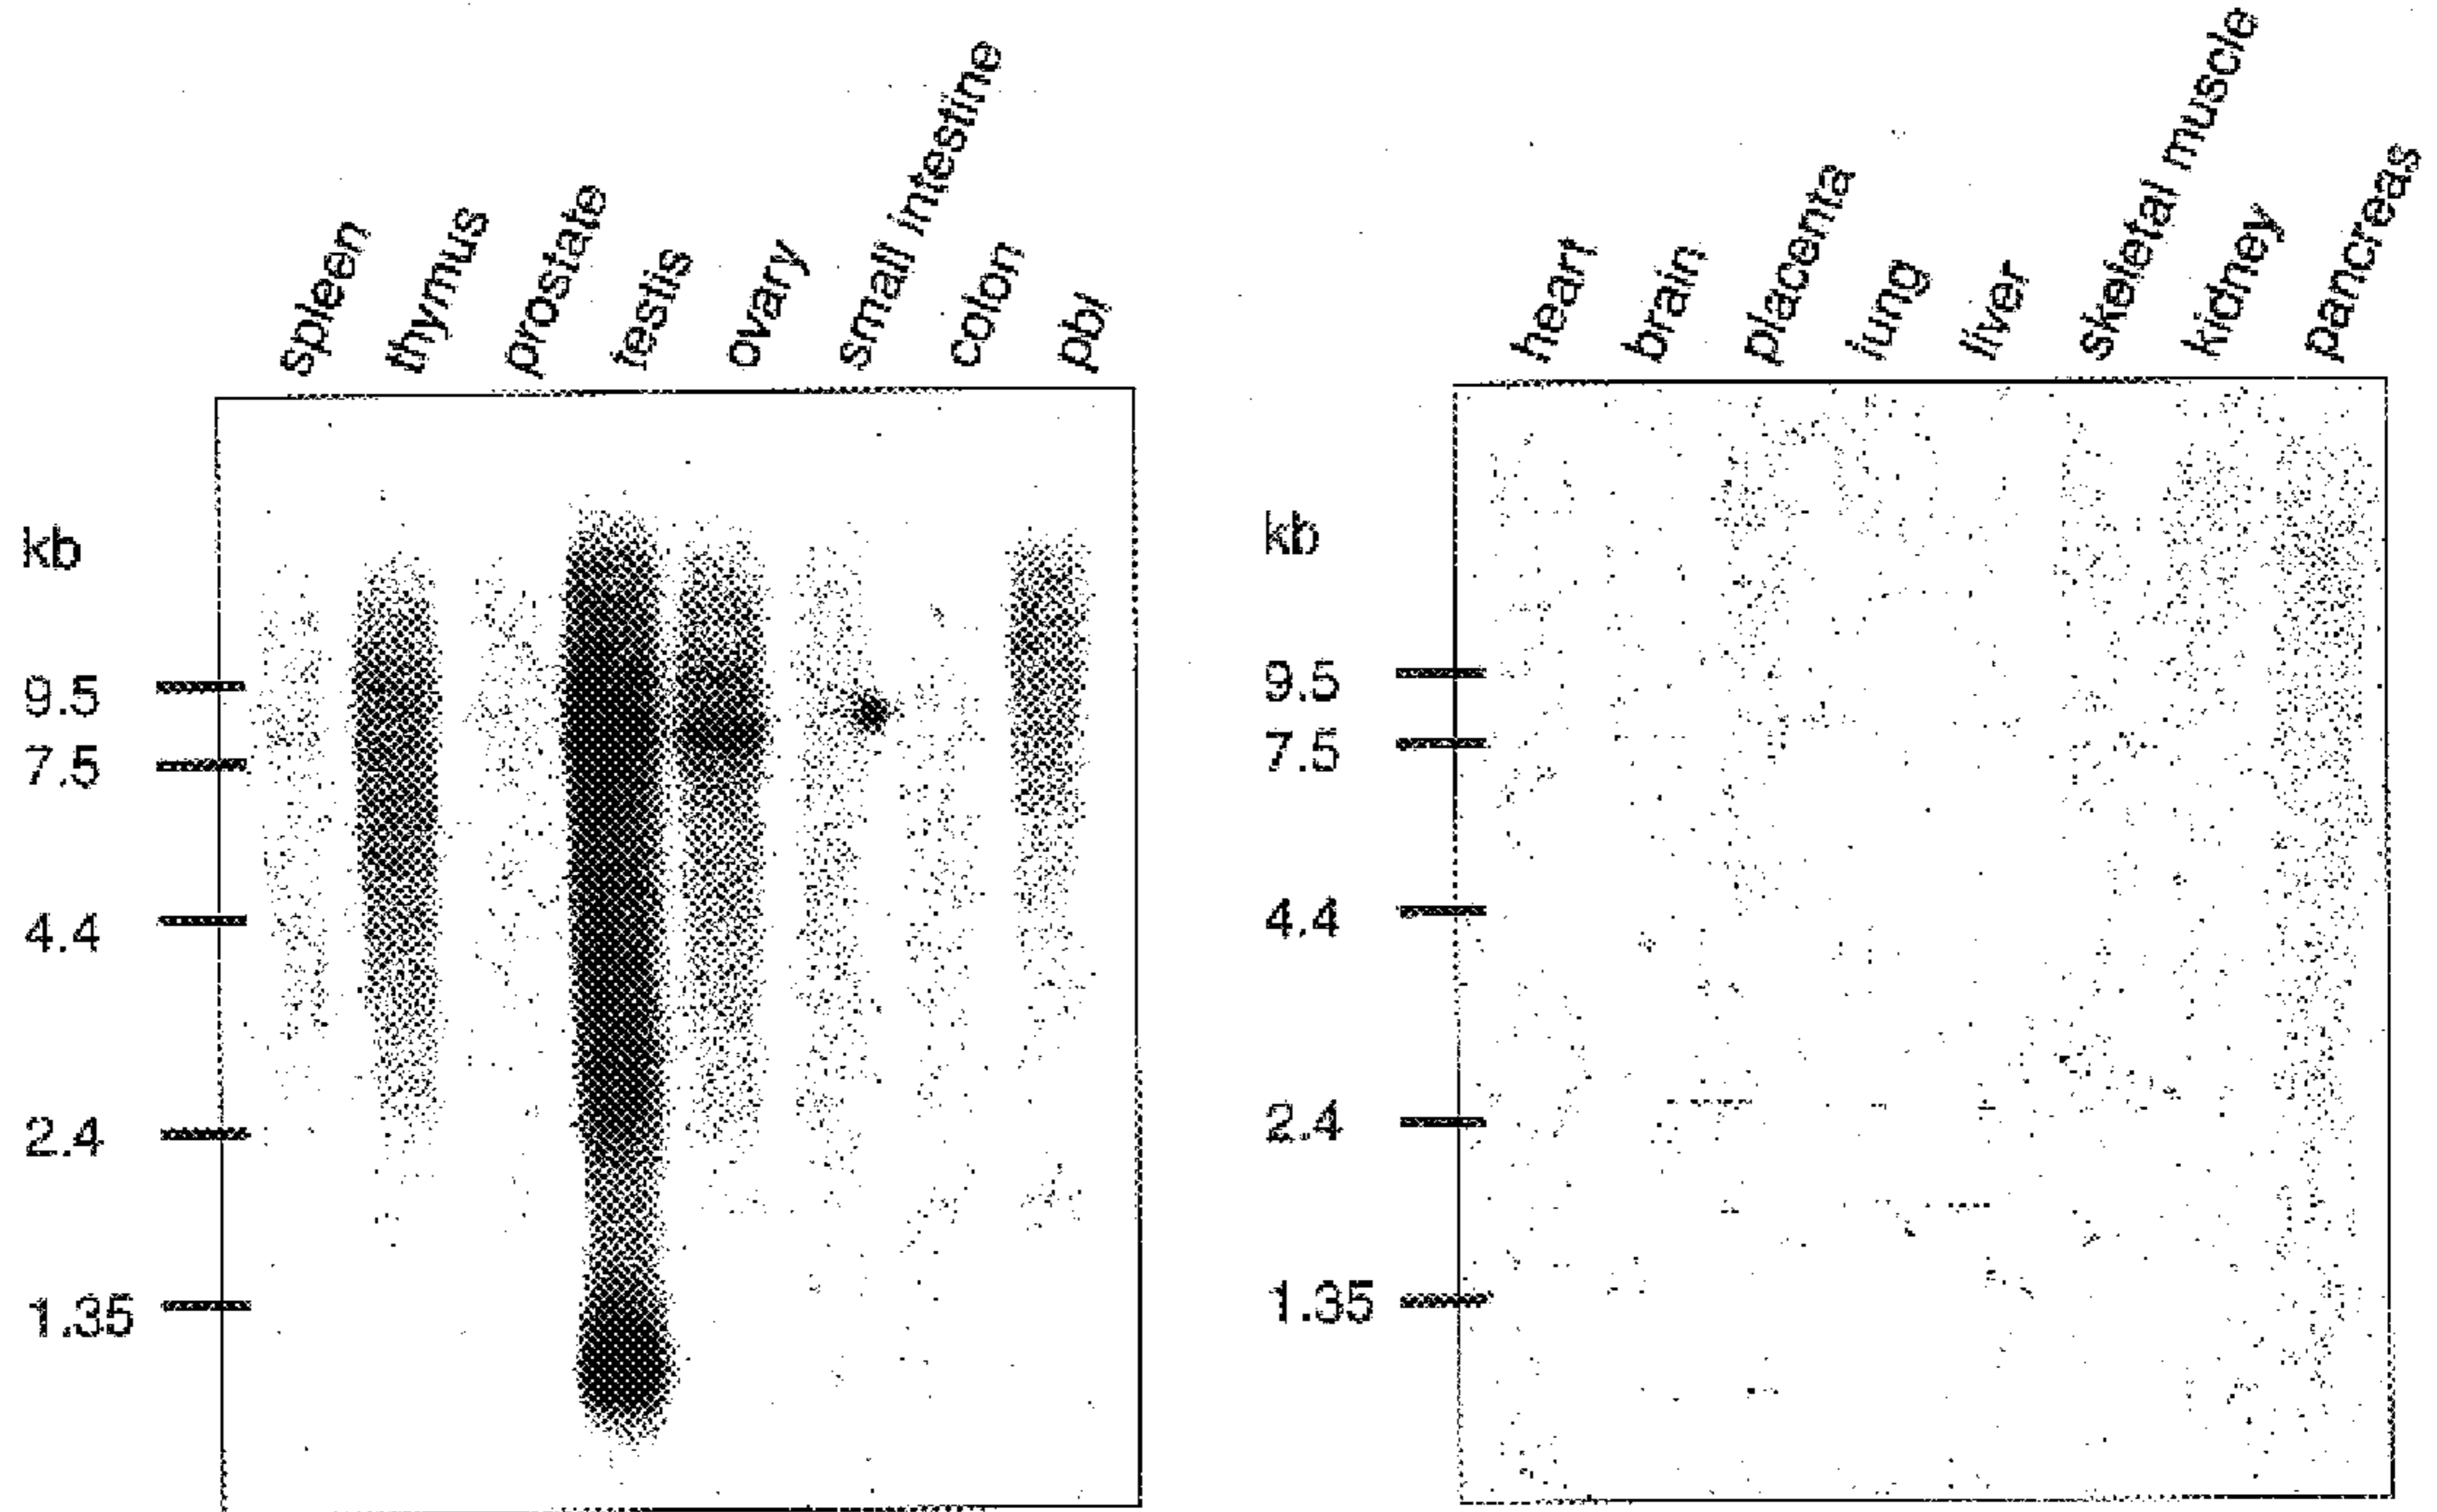 spleen
thymus
prostate
testis
ovary
small intestine
colon
pbl
kb
9.5
7.5
4.4
2.4
1.35
heart
brain
placenta
lung
liver
skeletal muscle
kidney
pancreas
kb
9.5
7.5
4.4
2.4
1.35